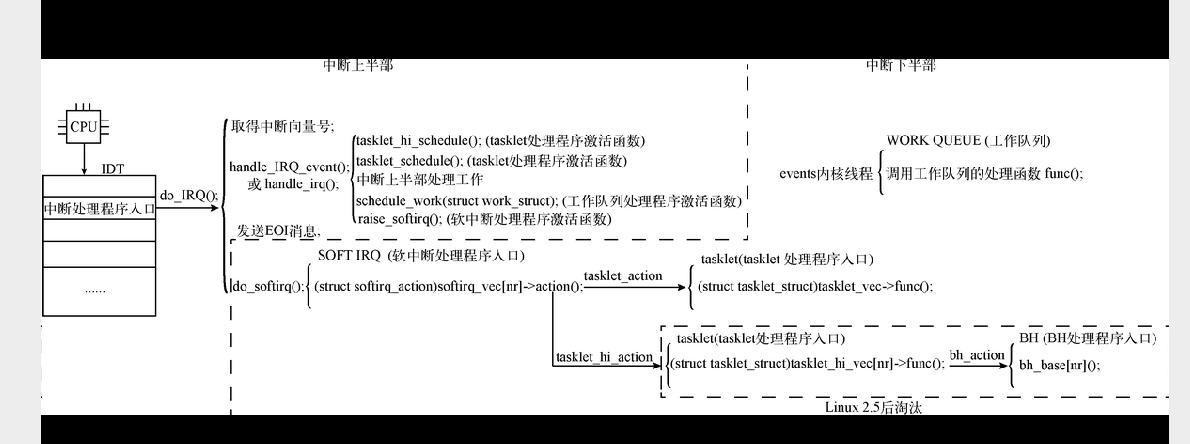 中断上半部
中断下半部
CPU
IDT
中断处理程序入口
......
do_IRQ();
取得中断向量号;
handle_IRQ_event();
或 handle_irq();
tasklet_hi_schedule(); (tasklet处理程序激活函数)
tasklet_schedule(); (tasklet处理程序激活函数)
中断上半部处理工作
schedule_work(struct work_struct); (工作队列处理程序激活函数)
raise_softirq(); (软中断处理程序激活函数)
发送EOI消息,
WORK QUEUE (工作队列)
events内核线程
调用工作队列的处理函数 func();
do_softirq();
SOFT IRQ (软中断处理程序入口)
(struct softirq_action)softirq_vec[nr]->action();
tasklet_action
tasklet(tasklet 处理程序入口)
(struct tasklet_struct)tasklet_vec->func();
tasklet_hi_action
tasklet(tasklet处理程序入口)
(struct tasklet_struct)tasklet_hi_vec[nr]->func();
bh_action
BH (BH处理程序入口)
bh_base[nr]();
Linux 2.5后淘汰